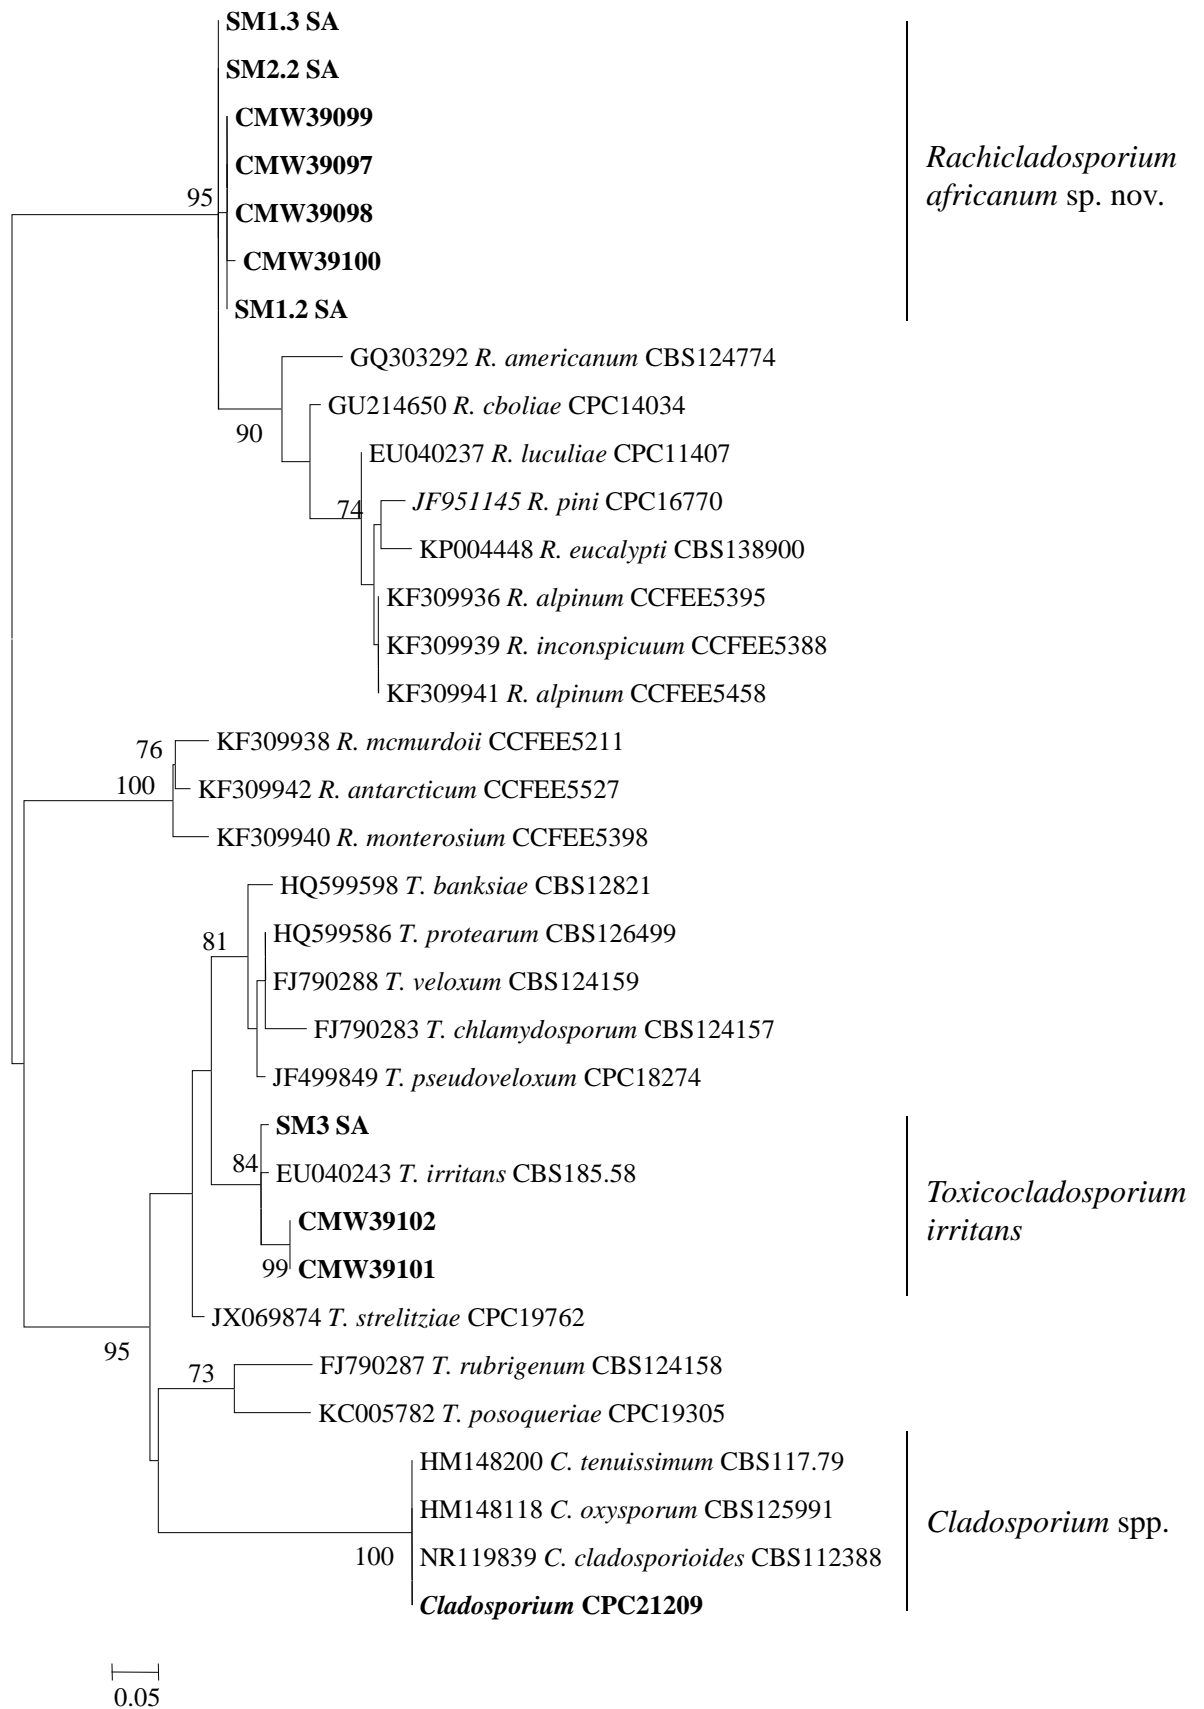 SM1.3 SA
SM2.2 SA
CMW39099
CMW39097
95
CMW39098
CMW39100
SM1.2 SA
Rachicladosporium
africanum sp. nov.
GQ303292 R. americanum CBS124774
GU214650 R. cboliae CPC14034
90
EU040237 R. luculiae CPC11407
74
JF951145 R. pini CPC16770
KP004448 R. eucalypti CBS138900
KF309936 R. alpinum CCFEE5395
KF309939 R. inconspicuum CCFEE5388
KF309941 R. alpinum CCFEE5458
76
KF309938 R. mcmurdoii CCFEE5211
100
KF309942 R. antarcticum CCFEE5527
KF309940 R. monterosium CCFEE5398
HQ599598 T. banksiae CBS12821
81
HQ599586 T. protearum CBS126499
FJ790288 T. veloxum CBS124159
FJ790283 T. chlamydosporum CBS124157
JF499849 T. pseudoveloxum CPC18274
SM3 SA
84
EU040243 T. irritans CBS185.58
CMW39102
99
CMW39101
Toxicocladosporium
irritans
JX069874 T. strelitziae CPC19762
95
73
FJ790287 T. rubrigenum CBS124158
KC005782 T. posoqueriae CPC19305
HM148200 C. tenuissimum CBS117.79
HM148118 C. oxysporum CBS125991
100
NR119839 C. cladosporioides CBS112388
Cladosporium CPC21209
Cladosporium spp.
0.05